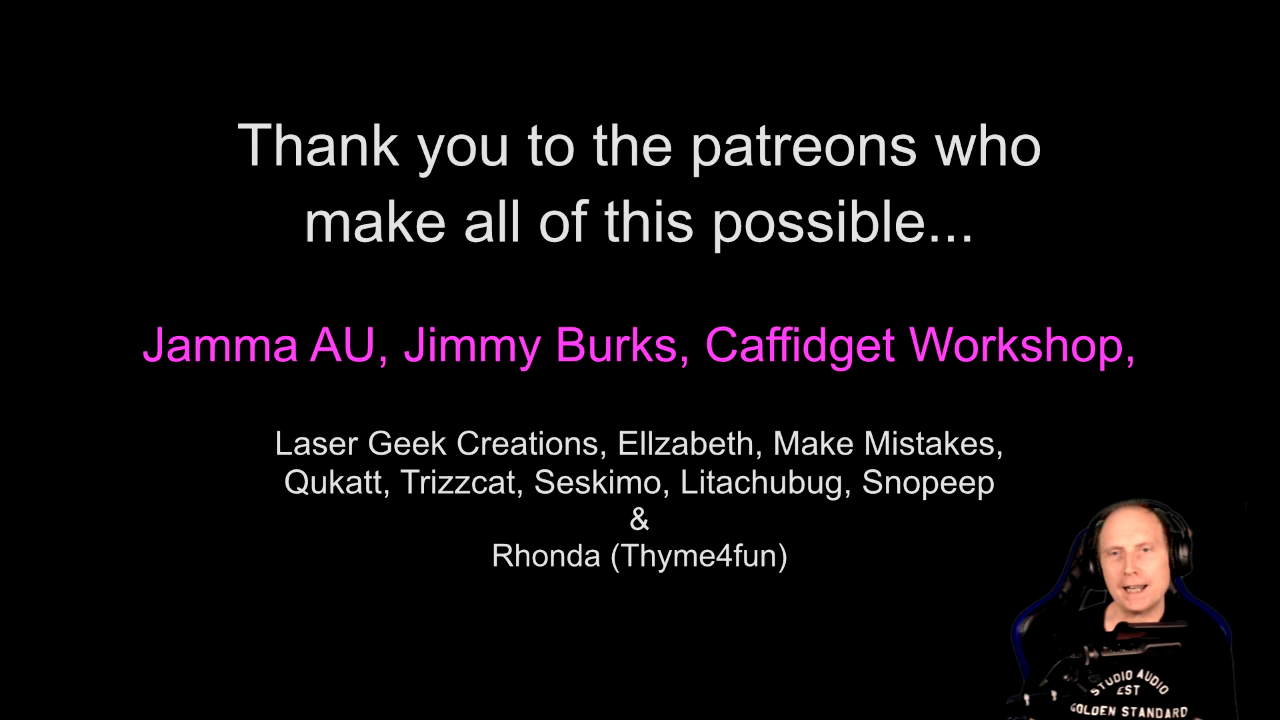 Thank you to the patreons who
make all of this possible...
Jamma AU, Jimmy Burks, Caffidget Workshop,
Laser Geek Creations, Ellzabeth, Make Mistakes,
Qukatt, Trizzcat, Seskimo, Litachubug, Snopeep
&
Rhonda (Thyme4fun)
STUDIO AUDIO
EST
GOLDEN STANDARD